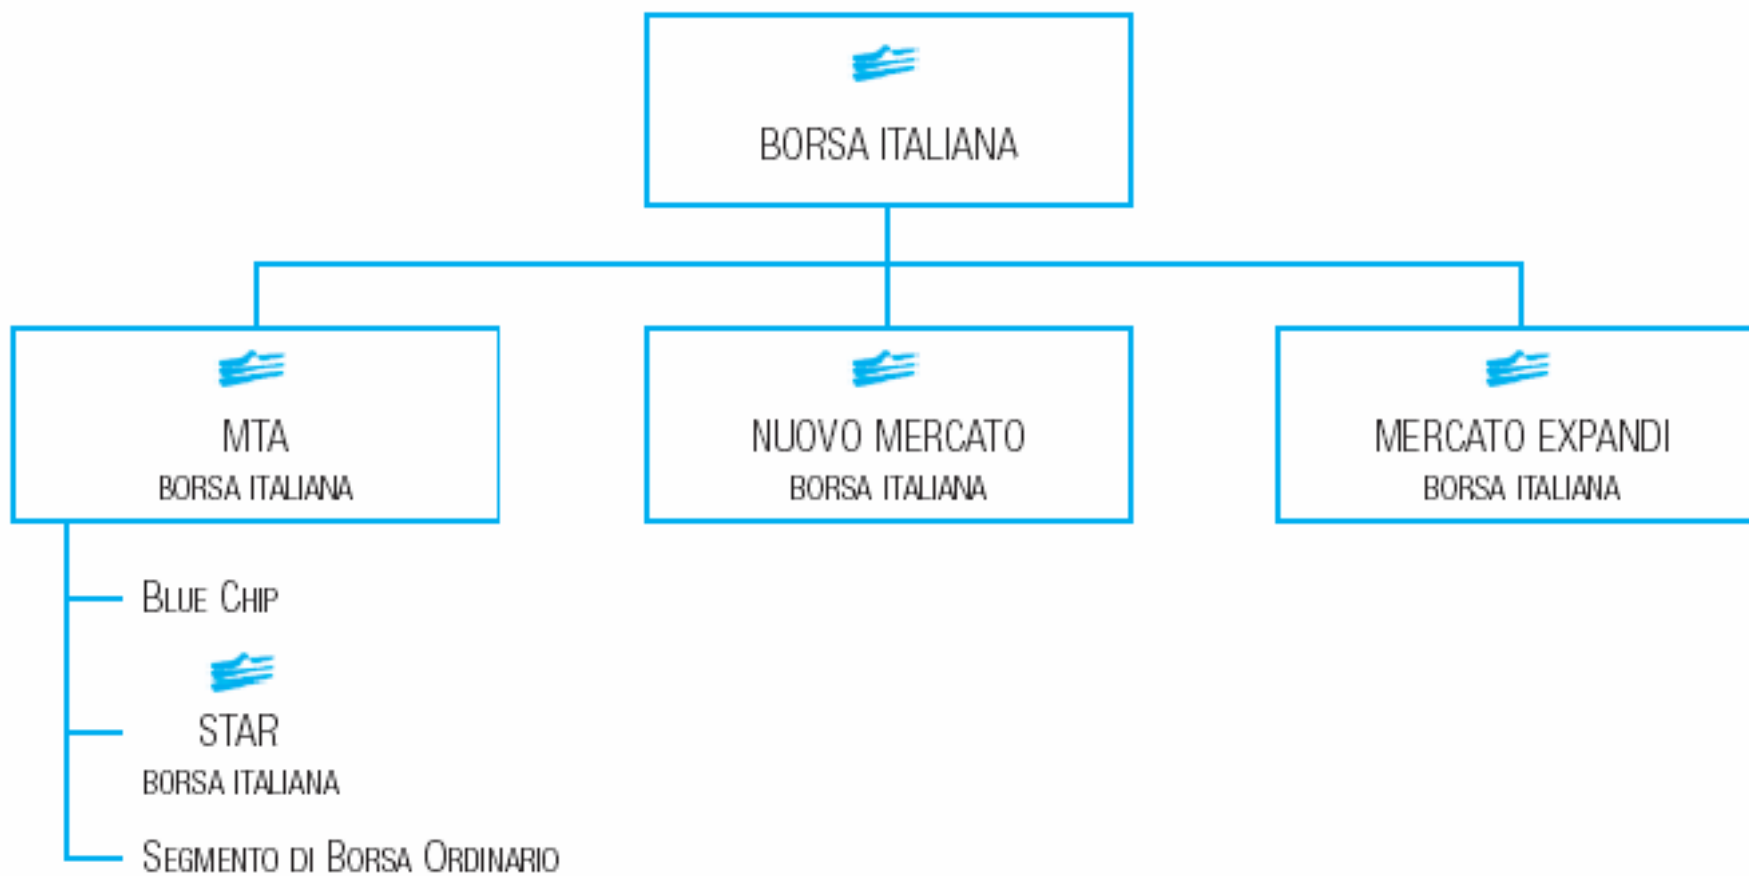 BORSA ITALIANA
MTA
BORSA ITALIANA
NUOVO MERCATO
BORSA ITALIANA
MERCATO EXPANDI
BORSA ITALIANA
BLUE CHIP
STAR
BORSA ITALIANA
SEGMENTO DI BORSA ORDINARIO